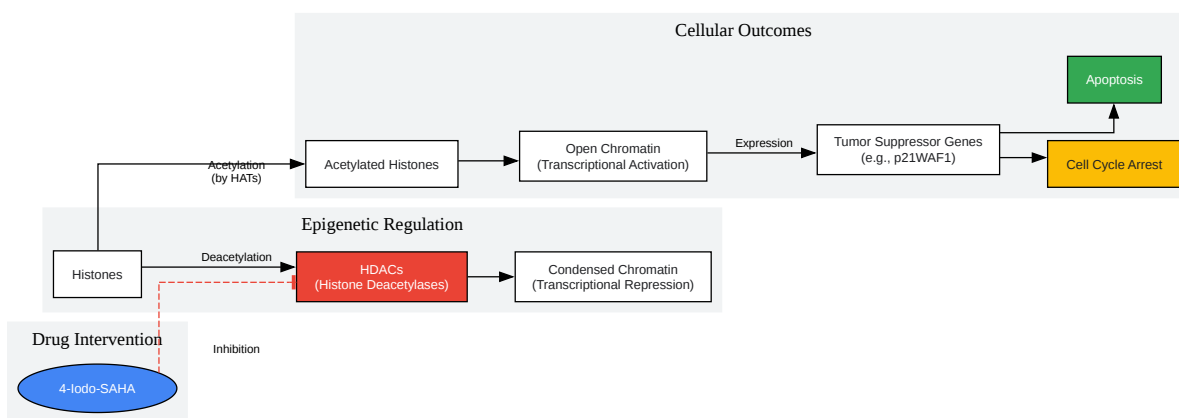 Cellular Outcomes
Apoptosis
Acetylation
(by HATs)
Acetylated Histones
Open Chromatin
(Transcriptional Activation)
Expression
Tumor Suppressor Genes
(e.g., p21WAF1)
Cell Cycle Arrest
Epigenetic Regulation
Histones
Deacetylation
HDACs
(Histone Deacetylases)
Condensed Chromatin
(Transcriptional Repression)
Drug Intervention
Inhibition
4-Iodo-SAHA